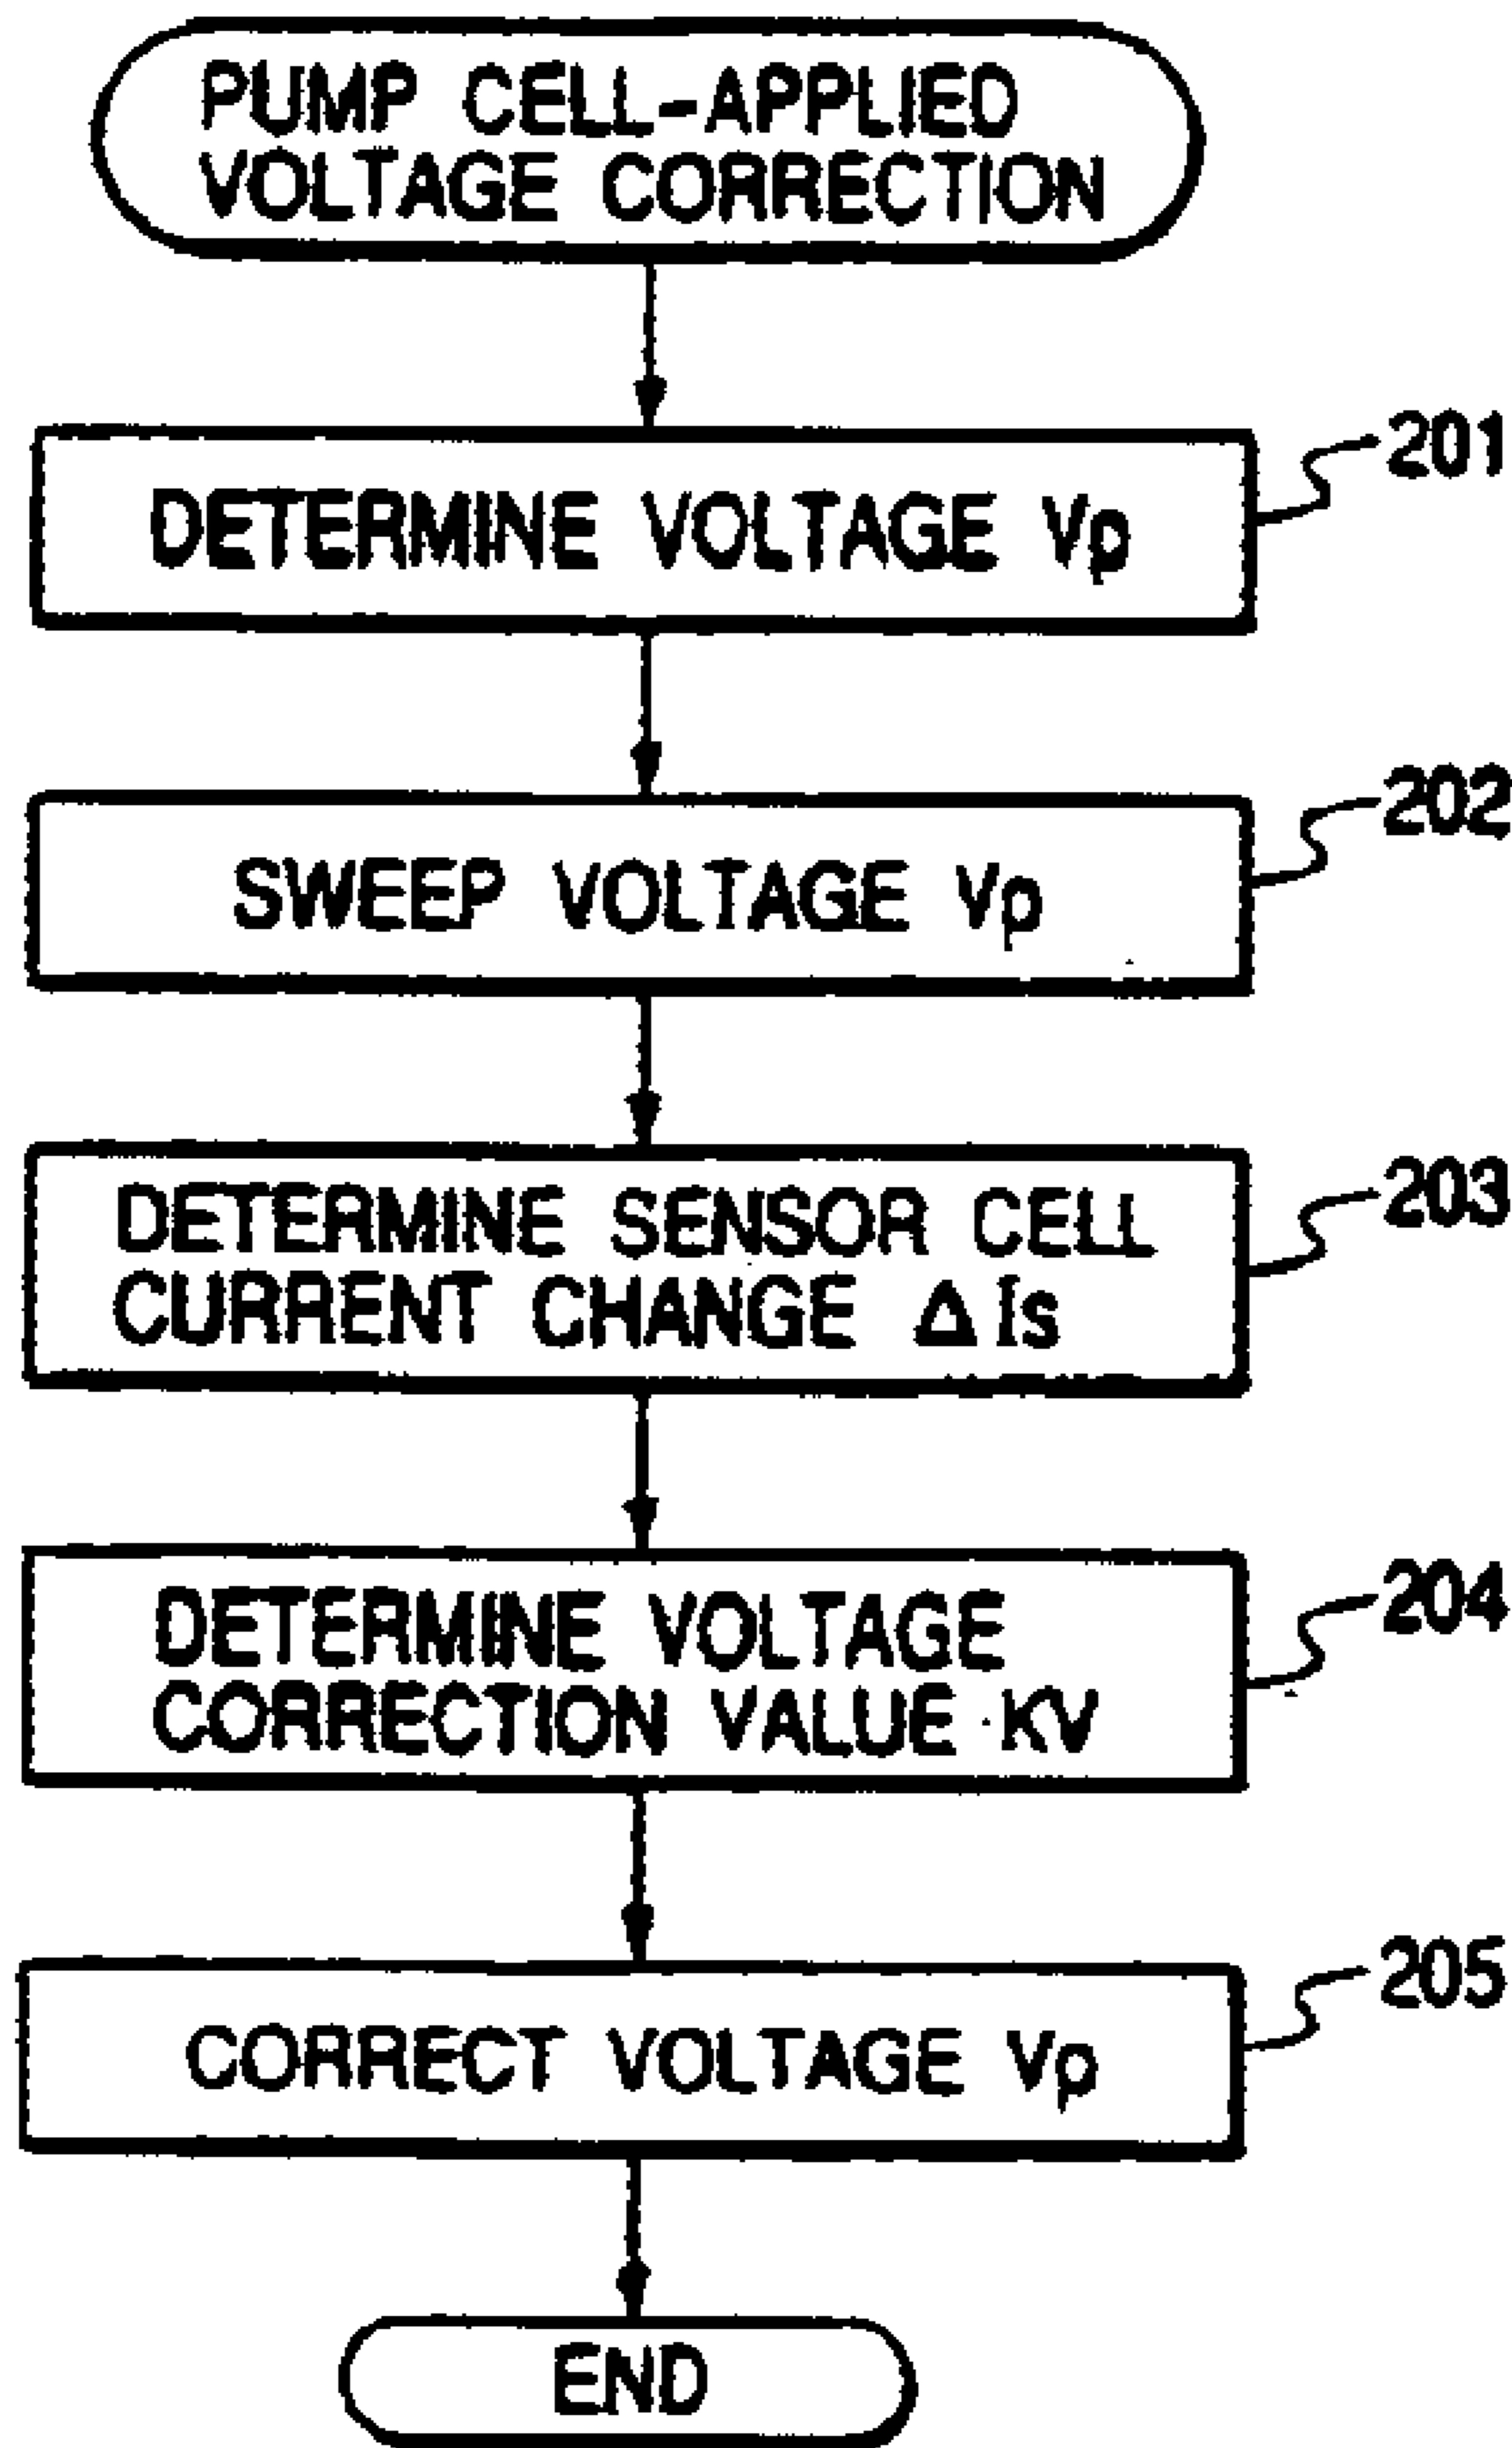 PUMP CELL-APPLIED
VOLTAGE CORRECTION
201
DETERMINE VOLTAGE Vp
202
SWEEP VOLTAGE Vp
203
DETERMINE SENSOR CELL
CURRENT CHANGE Δ Is
204
DETERMINE VOLTAGE
CORRECTION VALUE KV
205
CORRECT VOLTAGE Vp
END